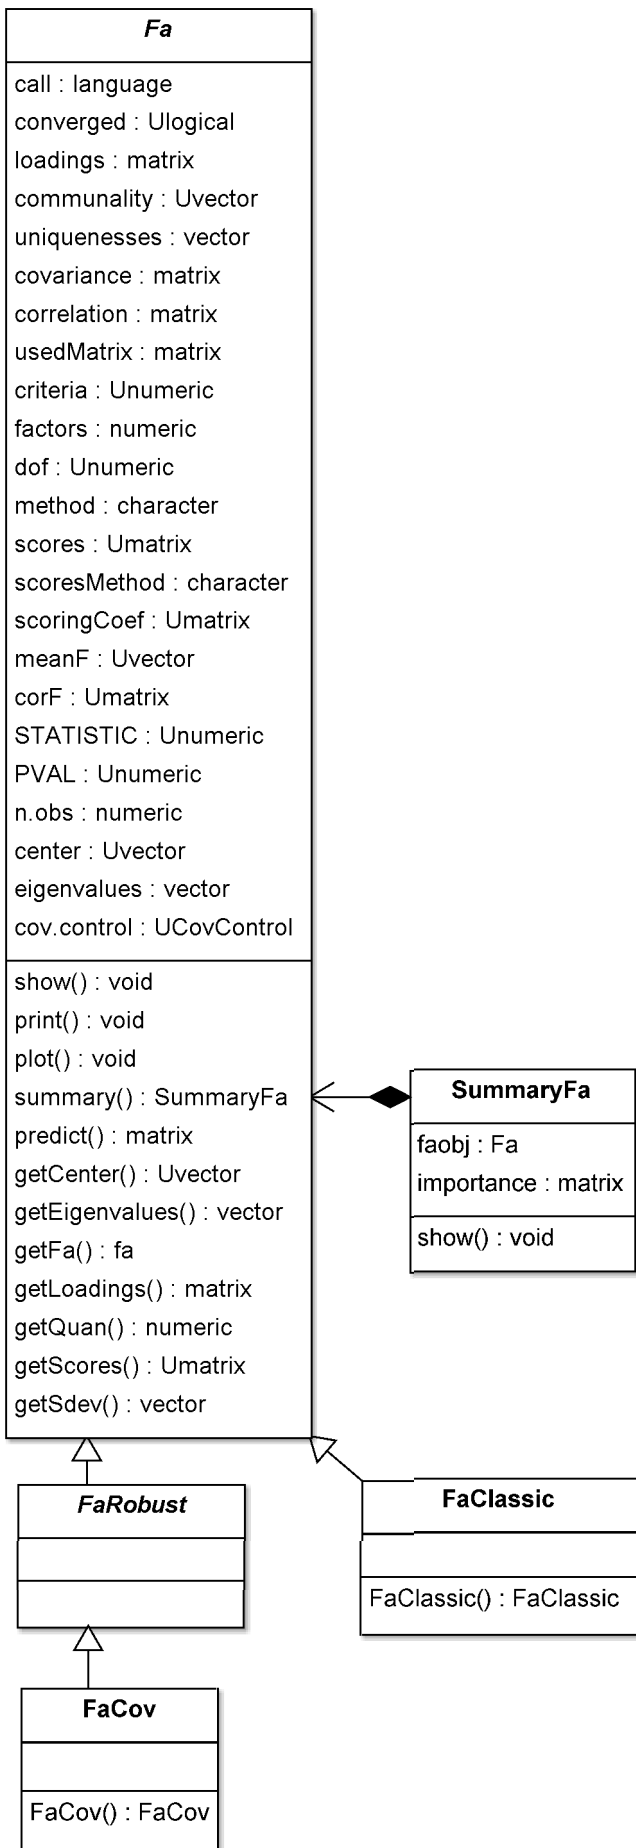 Fa
call : language
converged : Ulogical
loadings : matrix
communality : Uvector
uniquenesses : vector
covariance : matrix
correlation : matrix
usedMatrix : matrix
criteria : Unumeric
factors : numeric
dof : Unumeric
method : character
scores : Umatrix
scoresMethod : character
scoringCoef : Umatrix
meanF : Uvector
corF : Umatrix
STATISTIC : Unumeric
PVAL : Unumeric
n.obs : numeric
center : Uvector
eigenvalues : vector
cov.control : UCovControl
show() : void
print() : void
plot() : void
summary() : SummaryFa
predict() : matrix
getCenter() : Uvector
getEigenvalues() : vector
getFa() : fa
getLoadings() : matrix
getQuan() : numeric
getScores() : Umatrix
getSdev() : vector
SummaryFa
faobj : Fa
importance : matrix
show() : void
FaRobust
FaClassic
FaClassic() : FaClassic
FaCov
FaCov() : FaCov